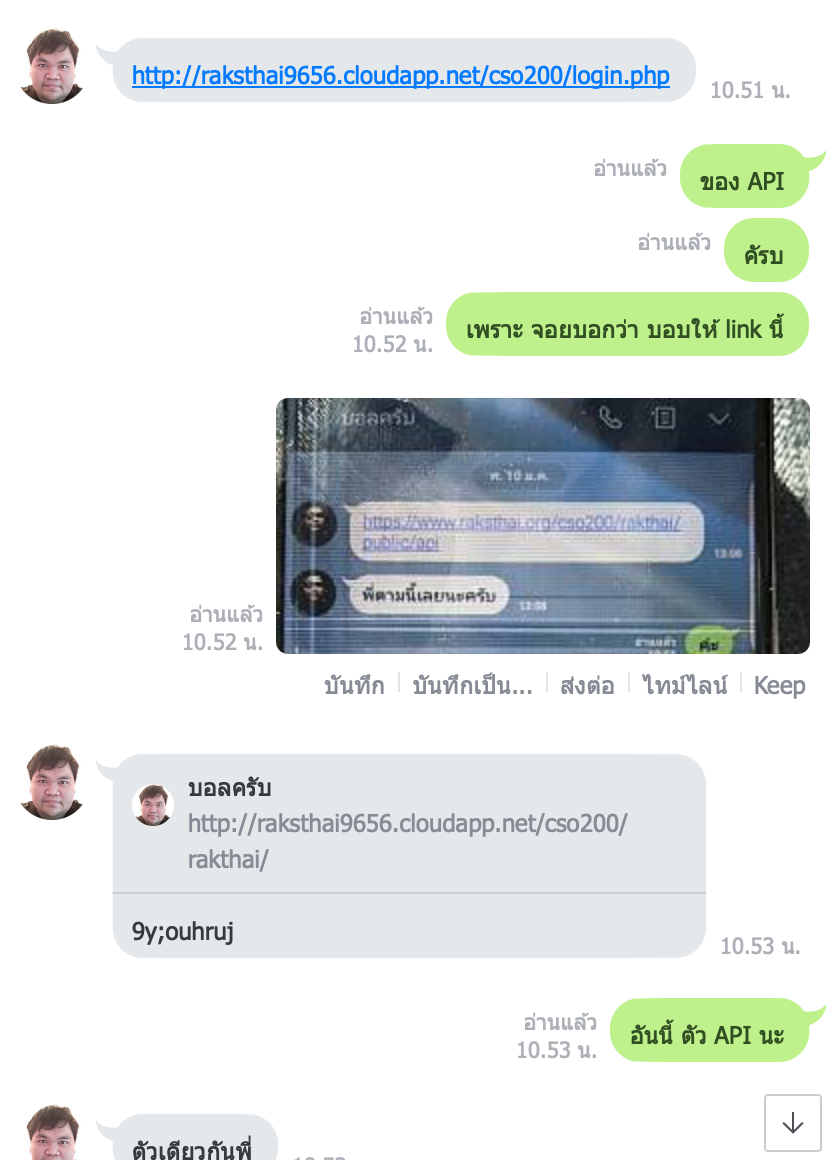 http://raksthai9656.cloudapp.net/cso200/login.php
10.51 น.
อ่านแล้ว
ของ API
อ่านแล้ว
คัรบ
อ่านแล้ว
10.52 น.
เพราะ จอยบอกว่า บอบให้ link นี้
บอลครับ
พ. 10 ม.ค.
https://www.raksthai.org/cso200/rakthai/
public/api
13:08
พี่ตามนี้เลยนะครับ
13:08
อ่านแล้ว
ค่ะ
อ่านแล้ว
10.52 น.
บันทึก
บันทึกเป็น...
ส่งต่อ
ไทม์ไลน์
Keep
บอลครับ
http://raksthai9656.cloudapp.net/cso200/
rakthai/
9y;ouhruj
10.53 น.
อ่านแล้ว
10.53 น.
อันนี้ ตัว API นะ
ตัวเดียวกันพี่